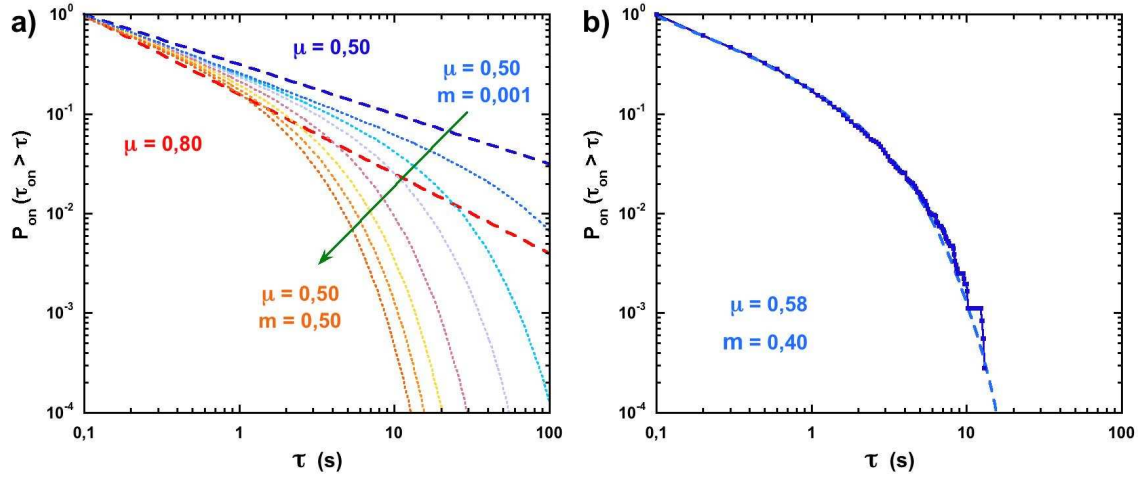 a)
P_on (τ_on > τ)
10^0
10^-1
10^-2
10^-3
10^-4
μ = 0,50
μ = 0,50
m = 0,001
μ = 0,80
μ = 0,50
m = 0,50
0,1 1 10 100
τ (s)
b)
P_on (τ_on > τ)
10^0
10^-1
10^-2
10^-3
10^-4
μ = 0,58
m = 0,40
0,1 1 10 100
τ (s)